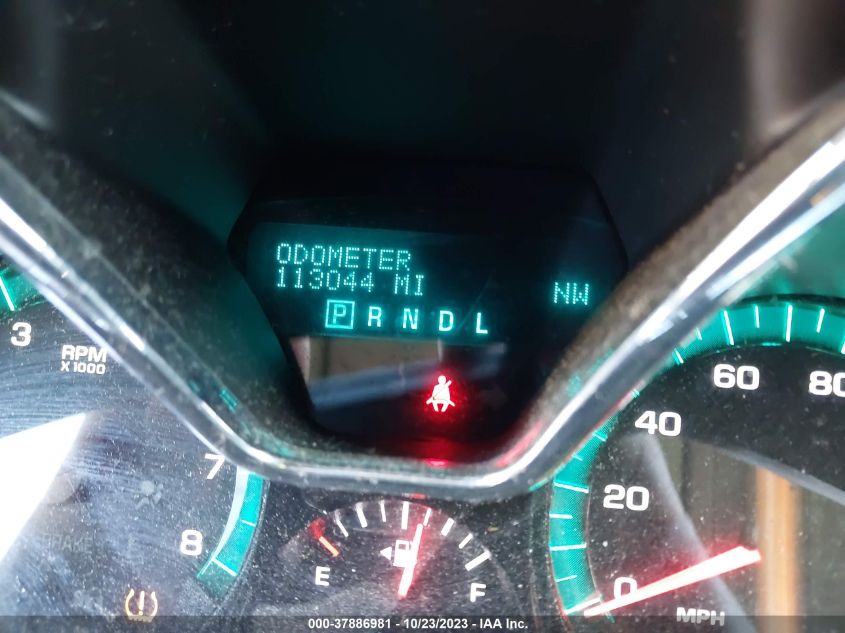 ODOMETER
113044 MI
NW
P R N D L
3
RPM
X1000
7
8
BRAKE
E
F
0
20
40
60
80
MPH
000-37886981 - 10/23/2023 - IAA Inc.